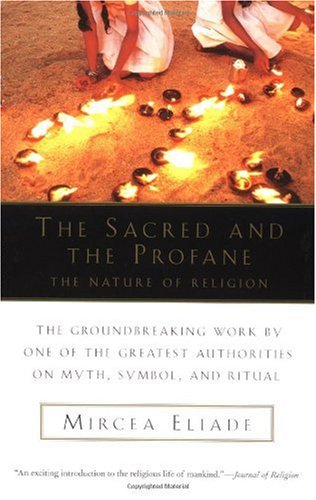 THE SACRED AND
THE PROFANE
THE NATURE OF RELIGION
THE GROUNDBREAKING WORK BY
ONE OF THE GREATEST AUTHORITIES
ON MYTH, SYMBOL, AND RITUAL
MIRCEA ELIADE
"An exciting introduction to the religious life of mankind."—Journal of Religion